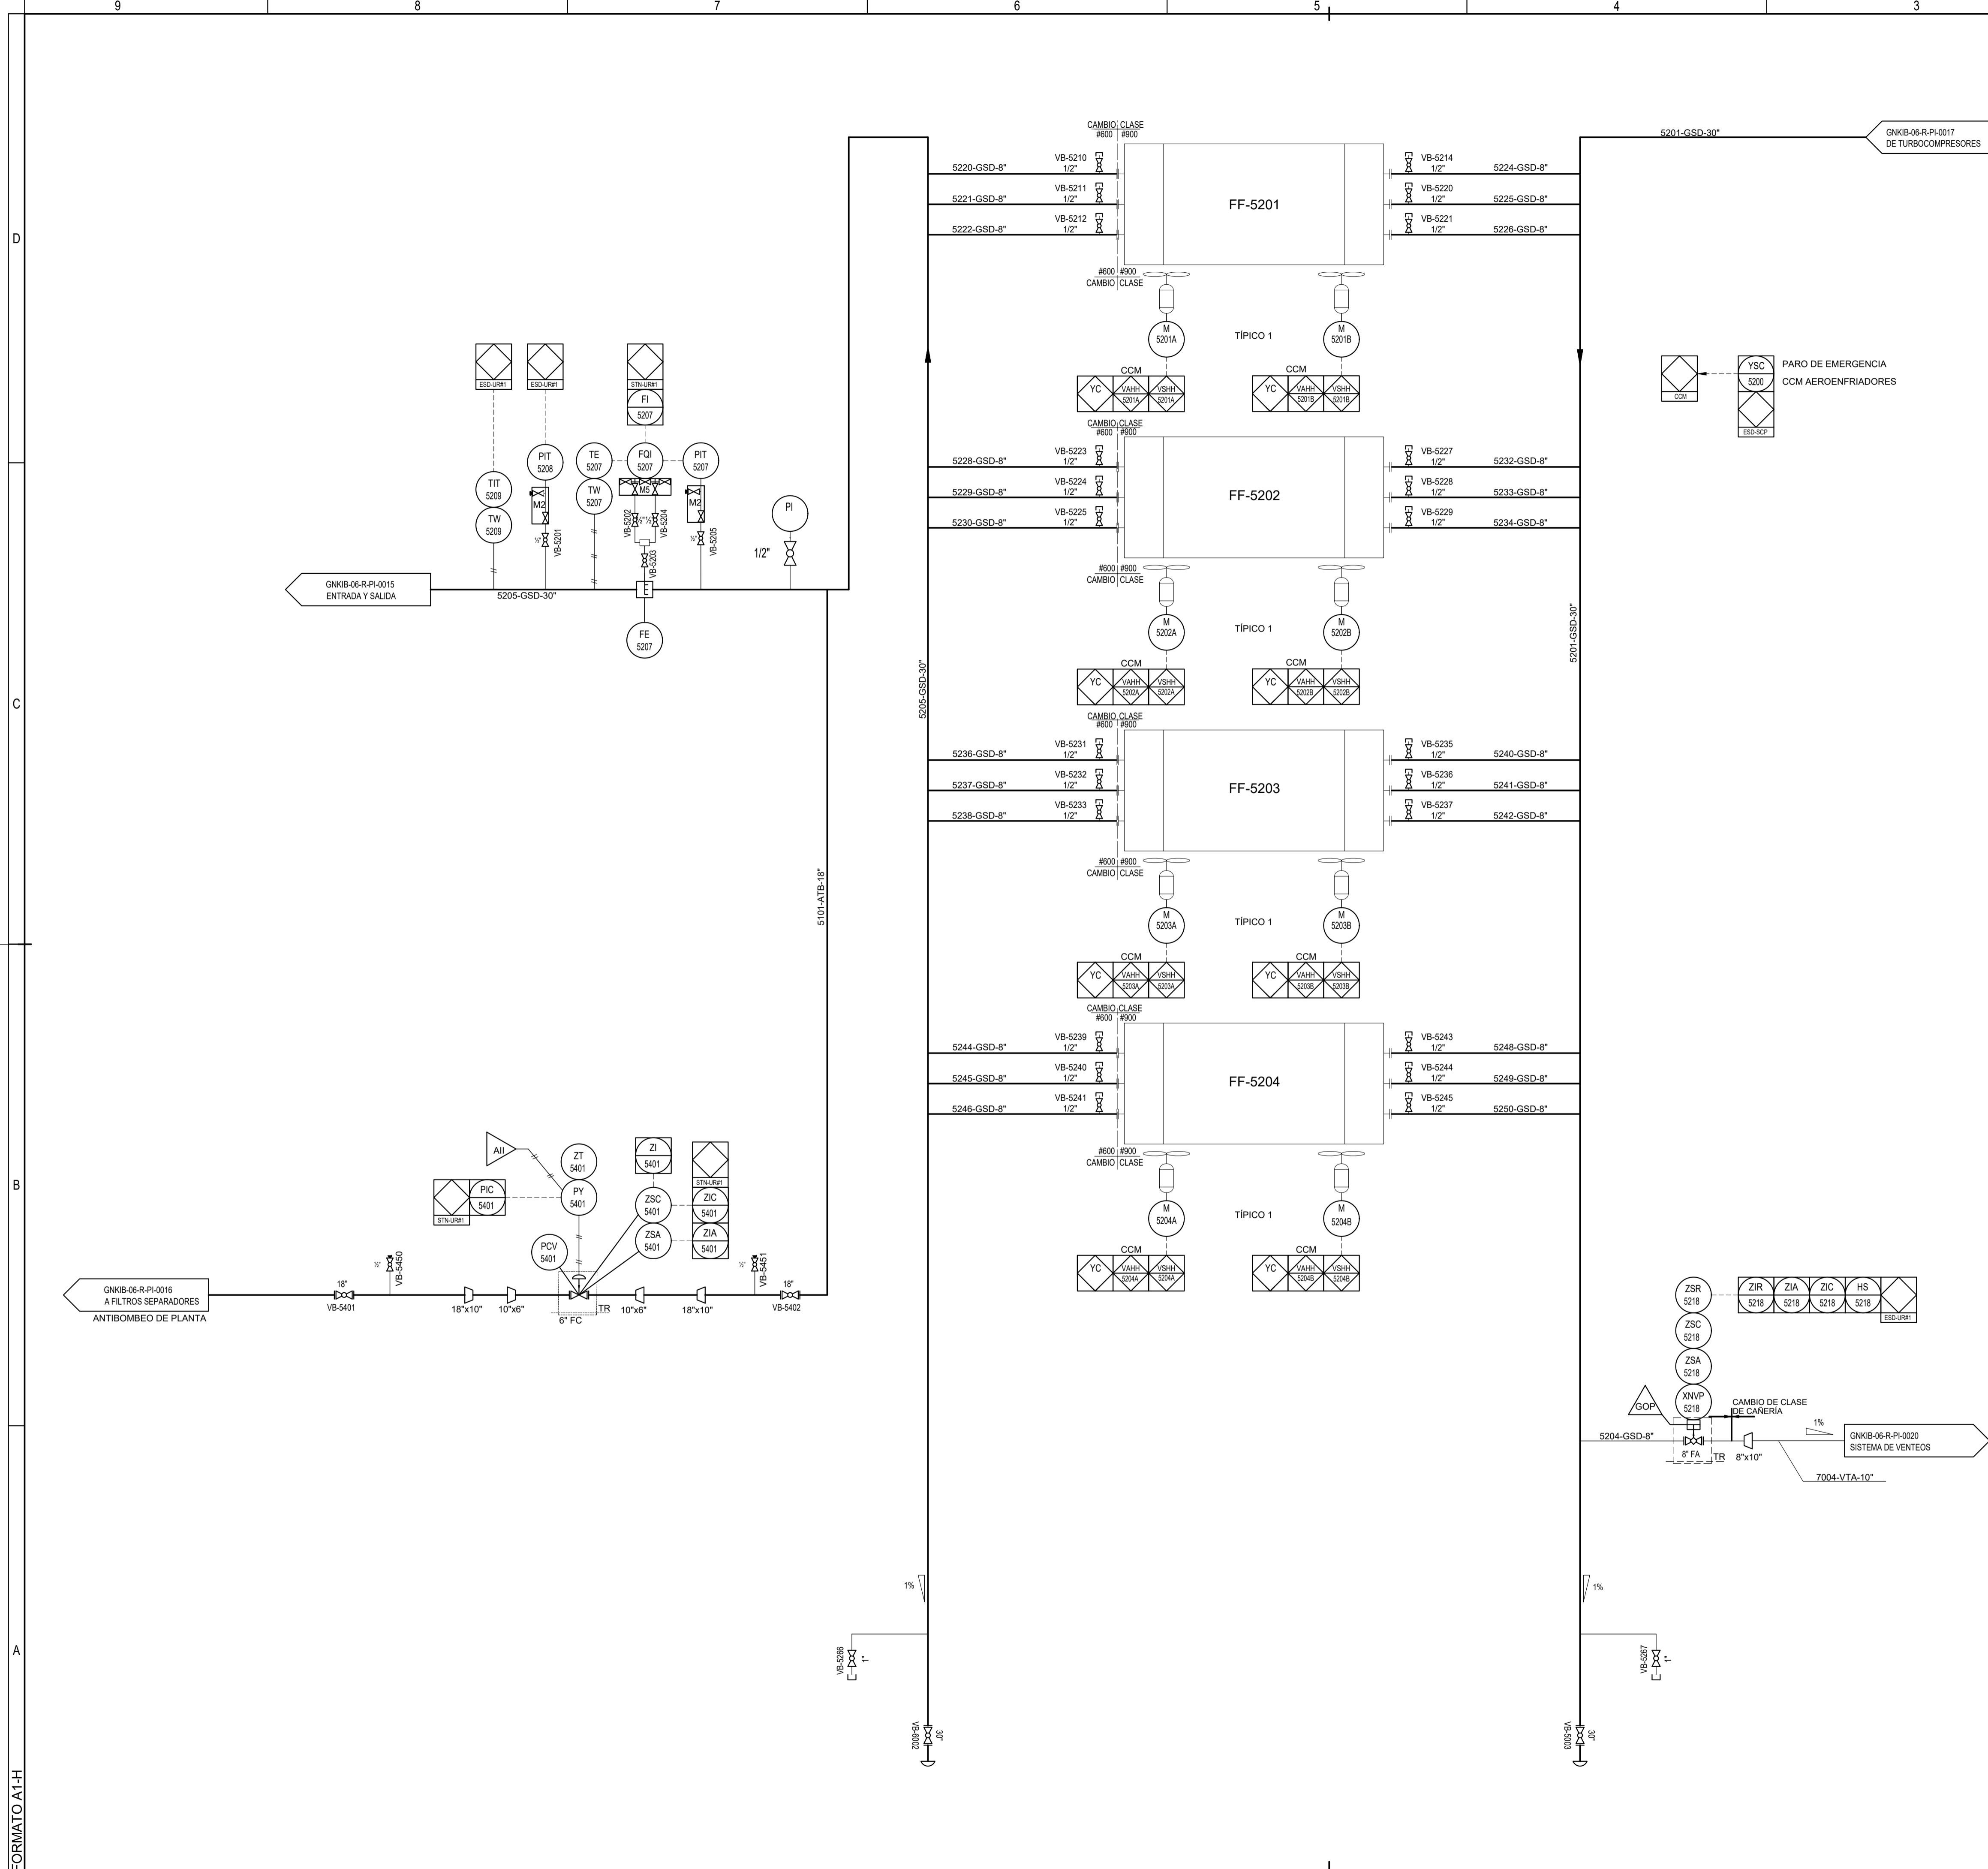 9
8
7
6
5
4
3
D
C
B
A
FORMATO A1-H
CAMBIO CLASE
#600 #900
VB-5210
1/2"
5220-GSD-8"
VB-5211
1/2"
5221-GSD-8"
VB-5212
1/2"
5222-GSD-8"
FF-5201
VB-5214
1/2"
5224-GSD-8"
VB-5220
1/2"
5225-GSD-8"
VB-5221
1/2"
5226-GSD-8"
5201-GSD-30"
GNKIB-06-R-PI-0017
DE TURBOCOMPRESORES
#600 #900
CAMBIO CLASE
M
5201A
TÍPICO 1
M
5201B
CCM
YC
VAHH
5201A
VSHH
5201A
CCM
YC
VAHH
5201B
VSHH
5201B
CCM
YSC
5200
ESD-SCP
PARO DE EMERGENCIA
CCM AEROENFRIADORES
CAMBIO CLASE
#600 #900
VB-5223
1/2"
5228-GSD-8"
VB-5224
1/2"
5229-GSD-8"
VB-5225
1/2"
5230-GSD-8"
FF-5202
VB-5227
1/2"
5232-GSD-8"
VB-5228
1/2"
5233-GSD-8"
VB-5229
1/2"
5234-GSD-8"
#600 #900
CAMBIO CLASE
M
5202A
TÍPICO 1
M
5202B
CCM
YC
VAHH
5202A
VSHH
5202A
CCM
YC
VAHH
5202B
VSHH
5202B
5205-GSD-30"
5201-GSD-30"
ESD-UR#1
ESD-UR#1
STN-UR#1
FI
5207
TIT
5209
TW
5209
PIT
5208
M2
½"
VB-5201
TE
5207
TW
5207
FQI
5207
M5
VB-5202
½"
½"
VB-5204
VB-5203
PIT
5207
M2
½"
VB-5205
PI
1/2"
GNKIB-06-R-PI-0015
ENTRADA Y SALIDA
5205-GSD-30"
E
FE
5207
CAMBIO CLASE
#600 #900
VB-5231
1/2"
5236-GSD-8"
VB-5232
1/2"
5237-GSD-8"
VB-5233
1/2"
5238-GSD-8"
FF-5203
VB-5235
1/2"
5240-GSD-8"
VB-5236
1/2"
5241-GSD-8"
VB-5237
1/2"
5242-GSD-8"
#600 #900
CAMBIO CLASE
M
5203A
TÍPICO 1
M
5203B
CCM
YC
VAHH
5203A
VSHH
5203A
CCM
YC
VAHH
5203B
VSHH
5203B
5101-ATB-18"
CAMBIO CLASE
#600 #900
VB-5239
1/2"
5244-GSD-8"
VB-5240
1/2"
5245-GSD-8"
VB-5241
1/2"
5246-GSD-8"
FF-5204
VB-5243
1/2"
5248-GSD-8"
VB-5244
1/2"
5249-GSD-8"
VB-5245
1/2"
5250-GSD-8"
#600 #900
CAMBIO CLASE
M
5204A
TÍPICO 1
M
5204B
CCM
YC
VAHH
5204A
VSHH
5204A
CCM
YC
VAHH
5204B
VSHH
5204B
AII
ZT
5401
PY
5401
STN-UR#1
PIC
5401
PCV
5401
ZI
5401
ZSC
5401
ZSA
5401
STN-UR#1
ZIC
5401
ZIA
5401
GNKIB-06-R-PI-0016
A FILTROS SEPARADORES
ANTIBOMBEO DE PLANTA
18"
VB-5401
½"
VB-5450
18"x10"
10"x6"
6" FC
TR
10"x6"
18"x10"
½"
VB-5451
18"
VB-5402
ZSR
5218
ZSC
5218
ZSA
5218
XNVP
5218
ZIR
5218
ZIA
5218
ZIC
5218
HS
5218
ESD-UR#1
GOP
CAMBIO DE CLASE
DE CAÑERÍA
5204-GSD-8"
8" FA
TR
8"x10"
1%
GNKIB-06-R-PI-0020
SISTEMA DE VENTEOS
7004-VTA-10"
1%
1%
VB-5266
1"
VB-5267
1"
VB-6002
30"
VB-5003
30"